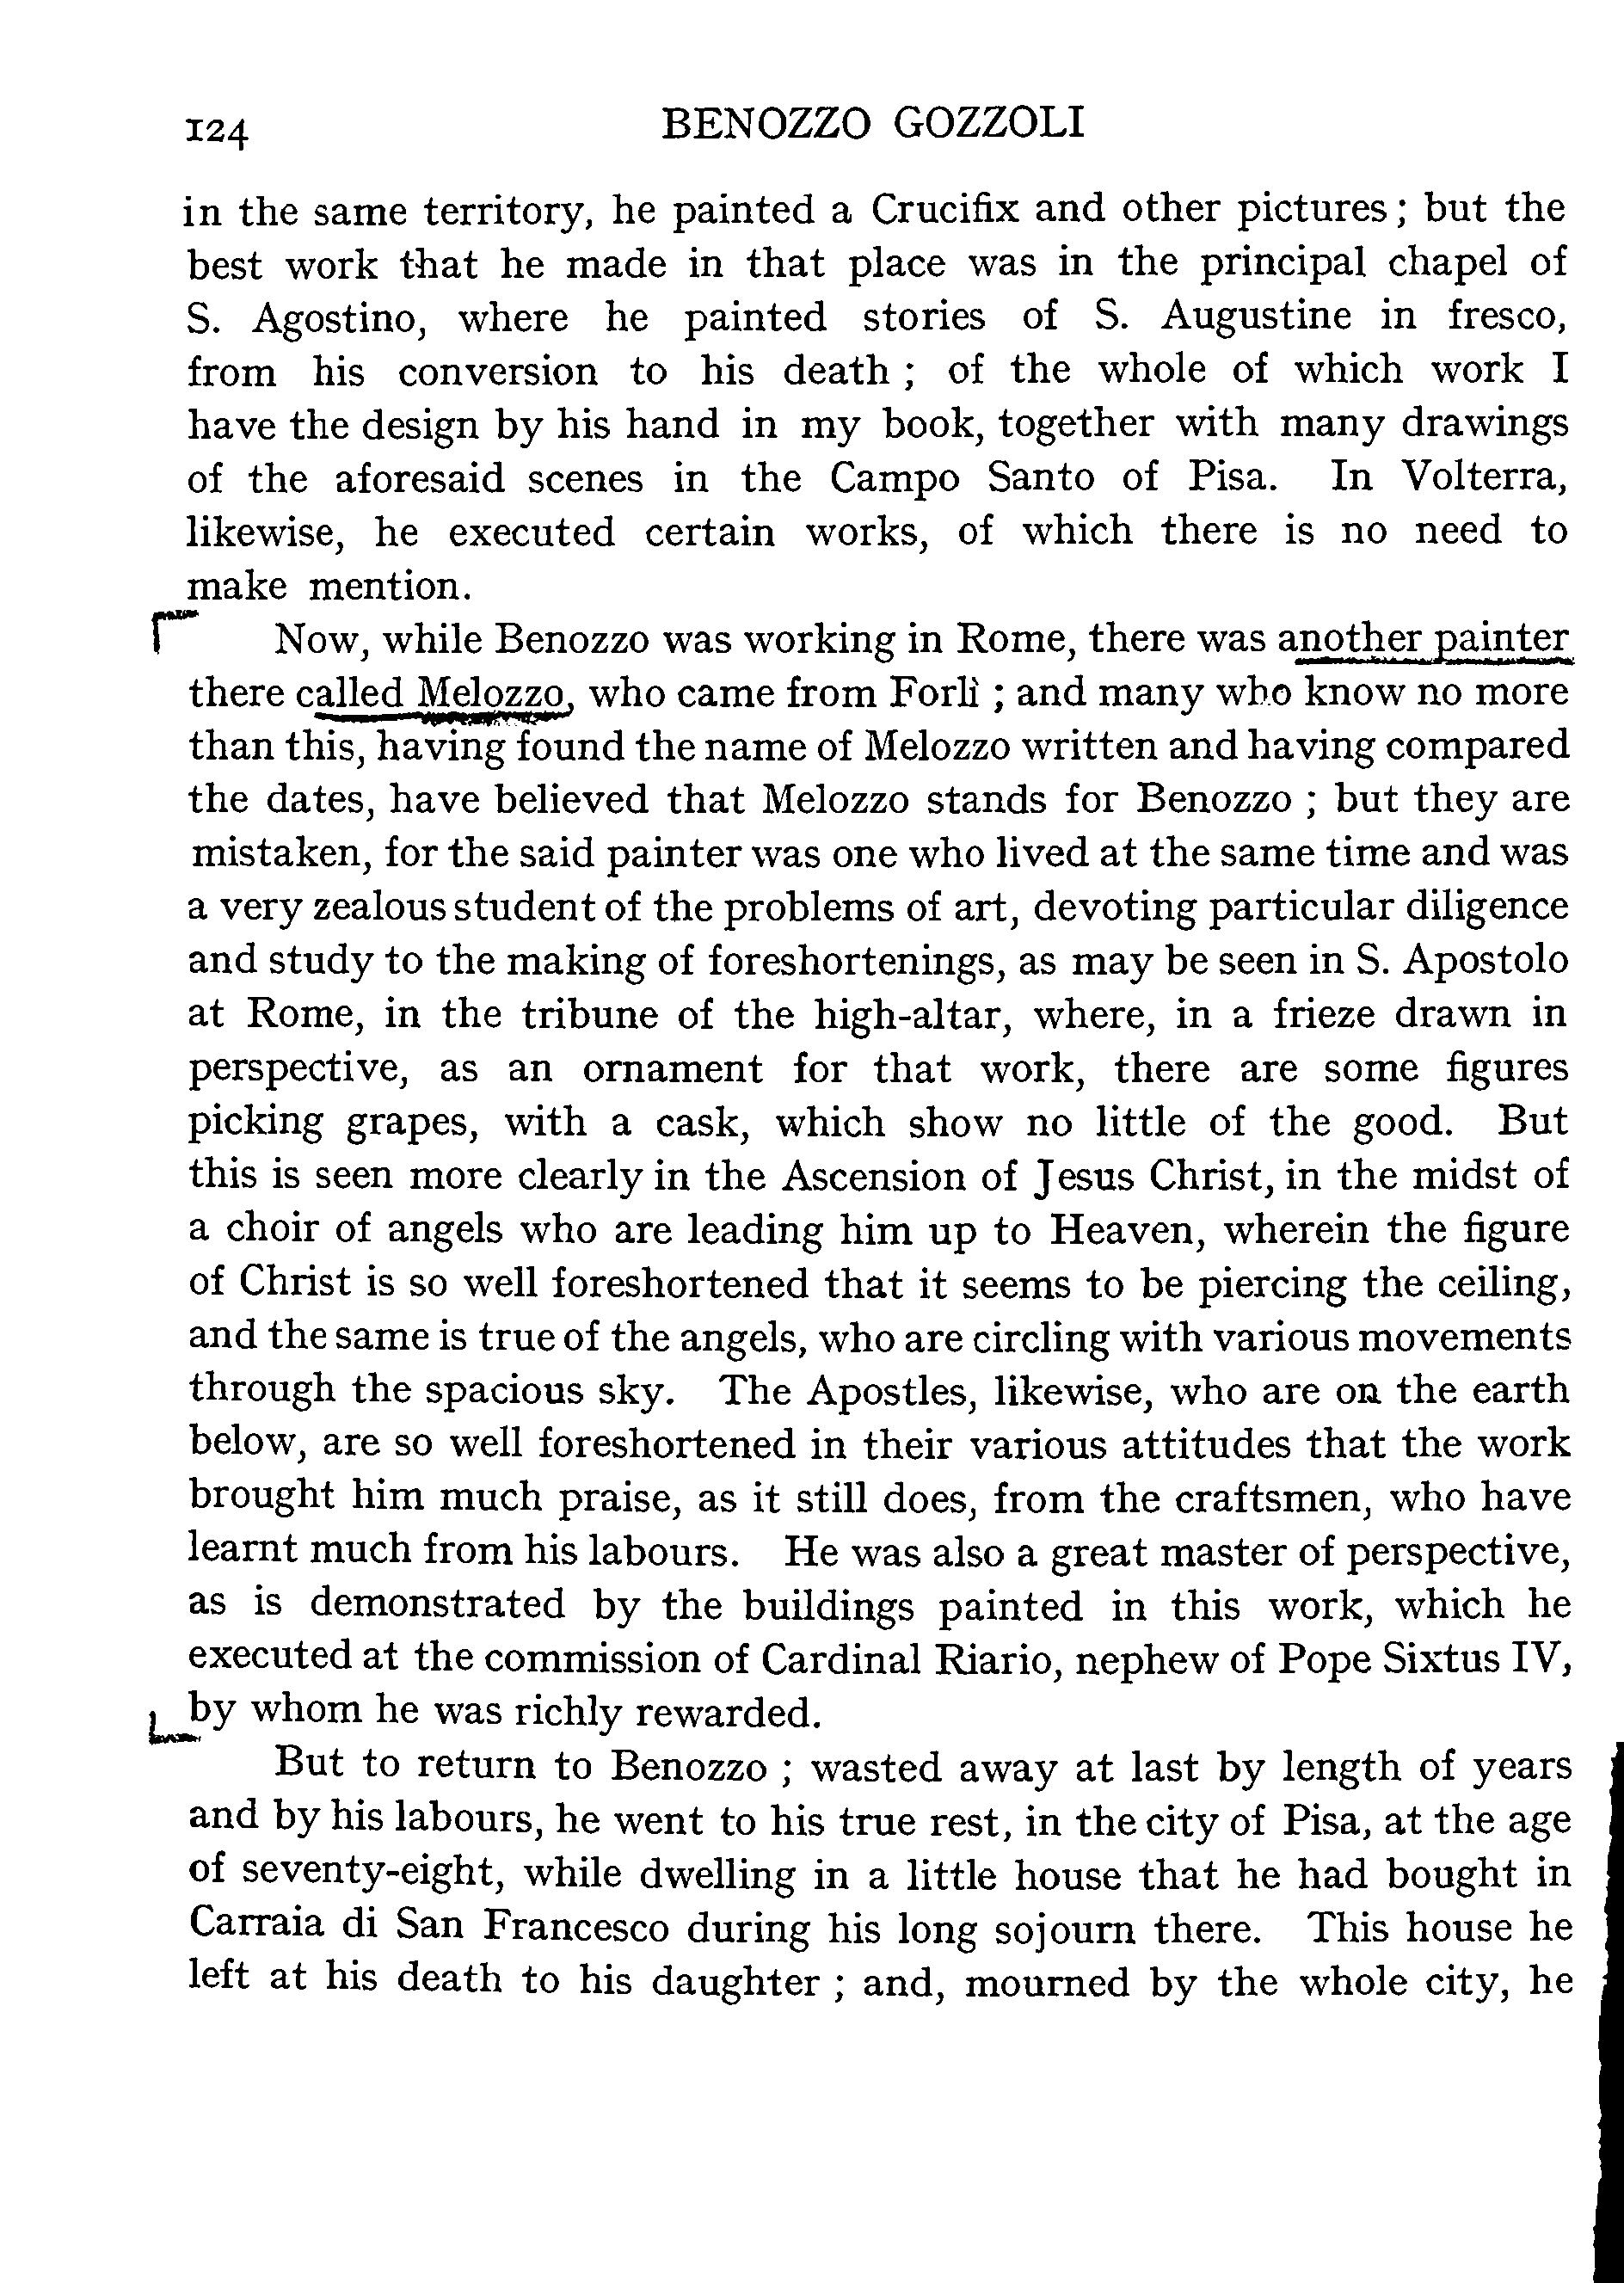 124 BENOZZO GOZZOLI
in the same territory, he painted a Crucifix and other pictures; but the
best work that he made in that place was in the principal chapel of
S. Agostino, where he painted stories of S. Augustine in fresco,
from his conversion to his death ; of the whole of which work I
have the design by his hand in my book, together with many drawings
of the aforesaid scenes in the Campo Santo of Pisa. In Volterra,
likewise, he executed certain works, of which there is no need to
make mention.
Now, while Benozzo was working in Rome, there was another painter
there called Melozzo, who came from Forlì ; and many who know no more
than this, having found the name of Melozzo written and having compared
the dates, have believed that Melozzo stands for Benozzo ; but they are
mistaken, for the said painter was one who lived at the same time and was
a very zealous student of the problems of art, devoting particular diligence
and study to the making of foreshortenings, as may be seen in S. Apostolo
at Rome, in the tribune of the high-altar, where, in a frieze drawn in
perspective, as an ornament for that work, there are some figures
picking grapes, with a cask, which show no little of the good. But
this is seen more clearly in the Ascension of Jesus Christ, in the midst of
a choir of angels who are leading him up to Heaven, wherein the figure
of Christ is so well foreshortened that it seems to be piercing the ceiling,
and the same is true of the angels, who are circling with various movements
through the spacious sky. The Apostles, likewise, who are on the earth
below, are so well foreshortened in their various attitudes that the work
brought him much praise, as it still does, from the craftsmen, who have
learnt much from his labours. He was also a great master of perspective,
as is demonstrated by the buildings painted in this work, which he
executed at the commission of Cardinal Riario, nephew of Pope Sixtus IV,
by whom he was richly rewarded.
But to return to Benozzo ; wasted away at last by length of years
and by his labours, he went to his true rest, in the city of Pisa, at the age
of seventy-eight, while dwelling in a little house that he had bought in
Carraia di San Francesco during his long sojourn there. This house he
left at his death to his daughter ; and, mourned by the whole city, he